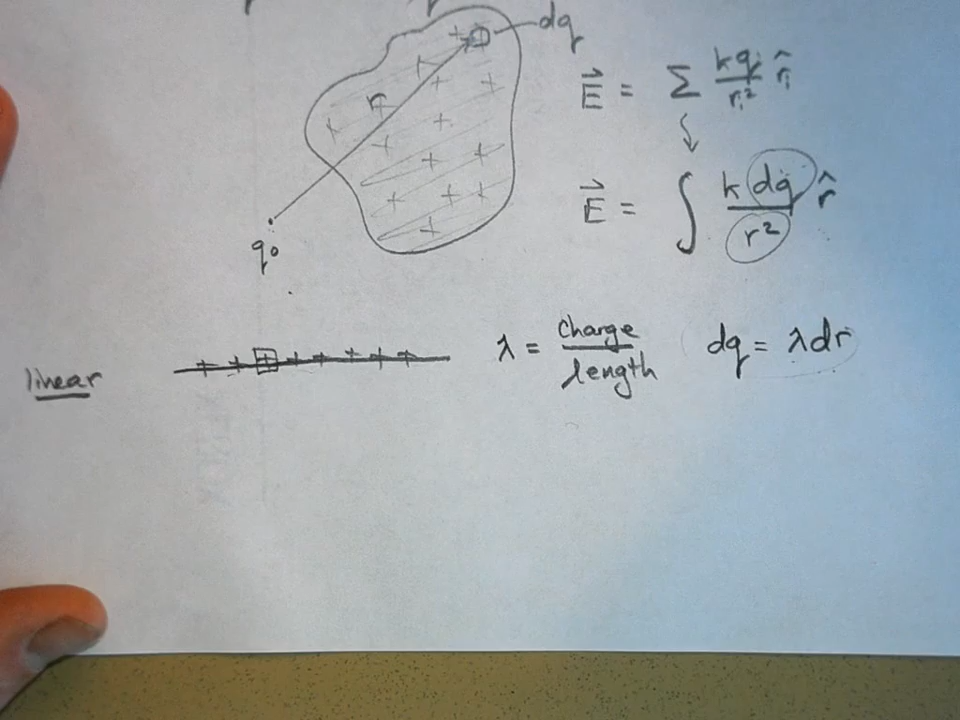 dq
r
E⃗ = Σ kqᵢ/rᵢ² r̂ᵢ
E⃗ = ∫ k dq/r² r̂
q₀
linear
λ = charge/length dq = λdr